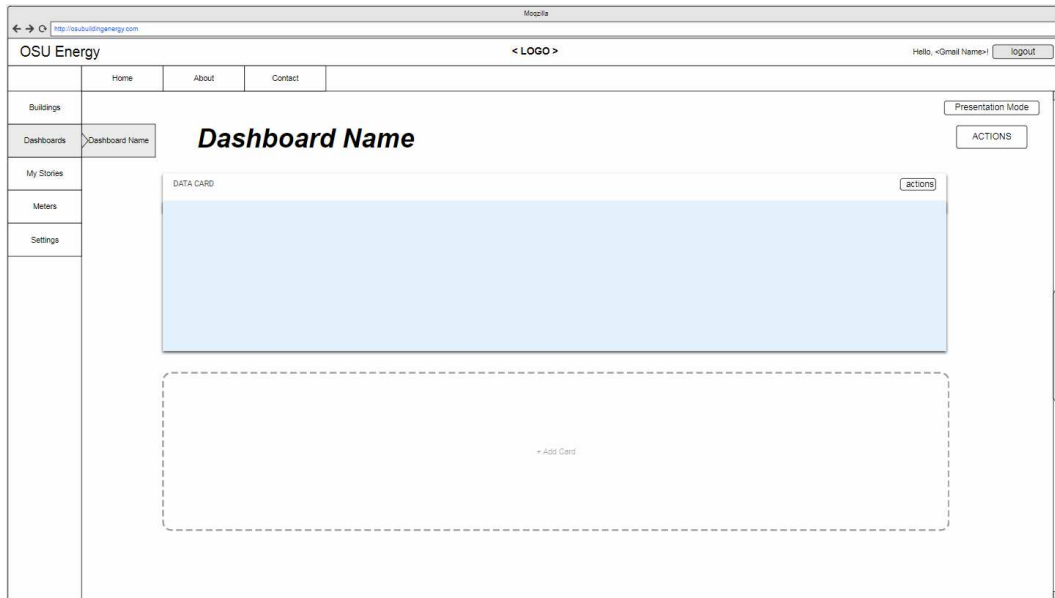 Moqzilla
http://osubuildingenergy.com
OSU Energy
< LOGO >
Hello, <Gmail Name>!
logout
Home
About
Contact
Buildings
Presentation Mode
Dashboards
Dashboard Name
Dashboard Name
ACTIONS
My Stories
DATA CARD
actions
Meters
Settings
+ Add Card